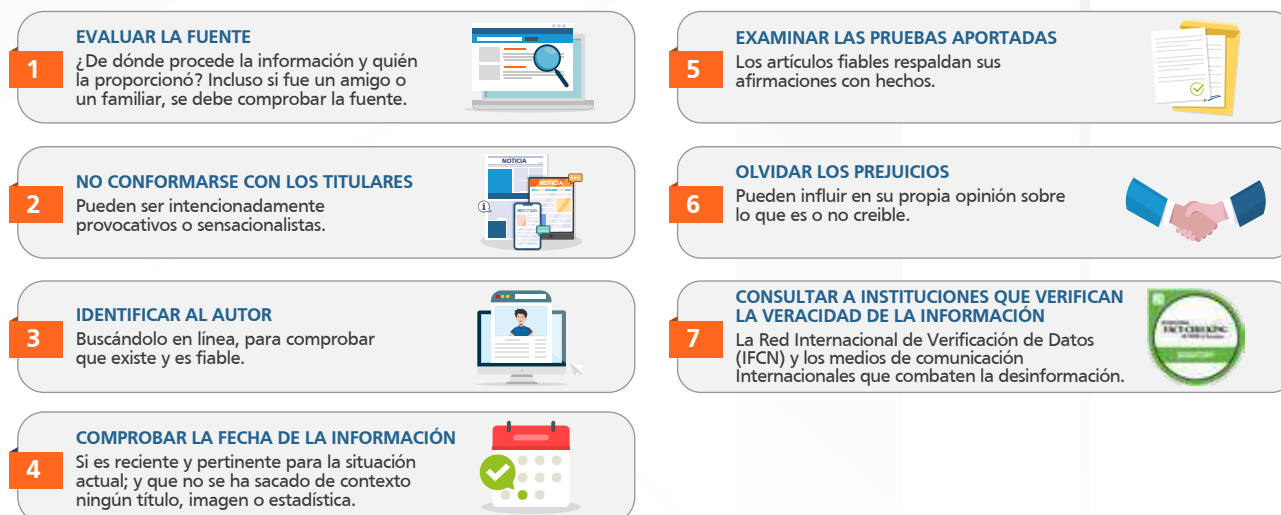 1
EVALUAR LA FUENTE
¿De dónde procede la información y quién
la proporcionó? Incluso si fue un amigo o
un familiar, se debe comprobar la fuente.
2
NO CONFORMARSE CON LOS TITULARES
Pueden ser intencionadamente
provocativos o sensacionalistas.
NOTICIA
NOTICIA
3
IDENTIFICAR AL AUTOR
Buscándolo en línea, para comprobar
que existe y es fiable.
4
COMPROBAR LA FECHA DE LA INFORMACIÓN
Si es reciente y pertinente para la situación
actual; y que no se ha sacado de contexto
ningún título, imagen o estadística.
5
EXAMINAR LAS PRUEBAS APORTADAS
Los artículos fiables respaldan sus
afirmaciones con hechos.
6
OLVIDAR LOS PREJUICIOS
Pueden influir en su propia opinión sobre
lo que es o no creible.
7
CONSULTAR A INSTITUCIONES QUE VERIFICAN
LA VERACIDAD DE LA INFORMACIÓN
La Red Internacional de Verificación de Datos
(IFCN) y los medios de comunicación
Internacionales que combaten la desinformación.
FACT-CHECKING